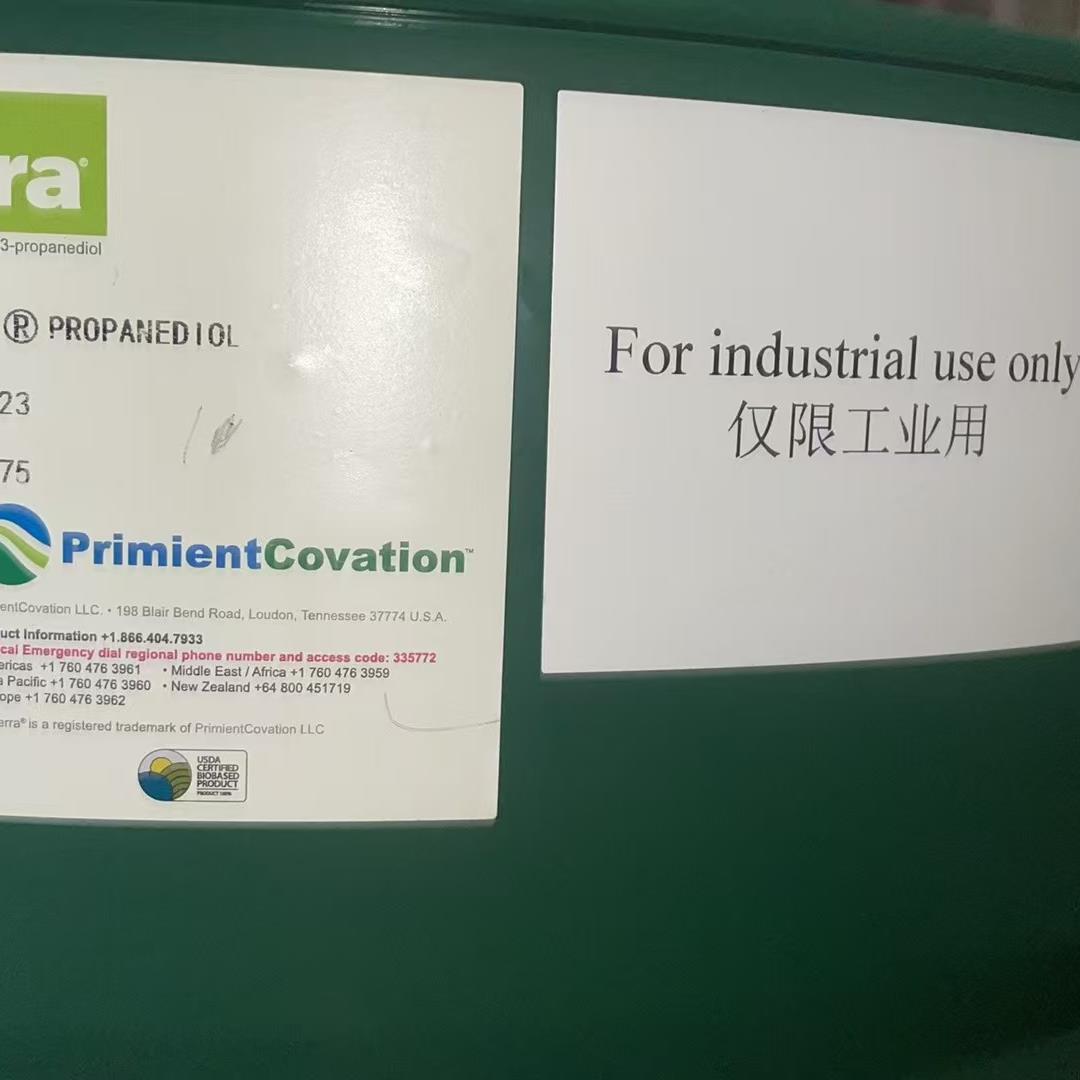 ra®
3-propanediol
® PROPANEDIOL
23
75
PrimientCovation™
entCovation LLC. • 198 Blair Bend Road, Loudon, Tennessee 37774 U.S.A.
uct Information +1.866.404.7933
cal Emergency dial regional phone number and access code: 335772
ericas +1 760 476 3961 • Middle East / Africa +1 760 476 3959
a Pacific +1 760 476 3960 • New Zealand +64 800 451719
ope +1 760 476 3962
erra® is a registered trademark of PrimientCovation LLC
USDA
CERTIFIED
BIOBASED
PRODUCT
PRODUCT 100%
For industrial use only
仅限工业用